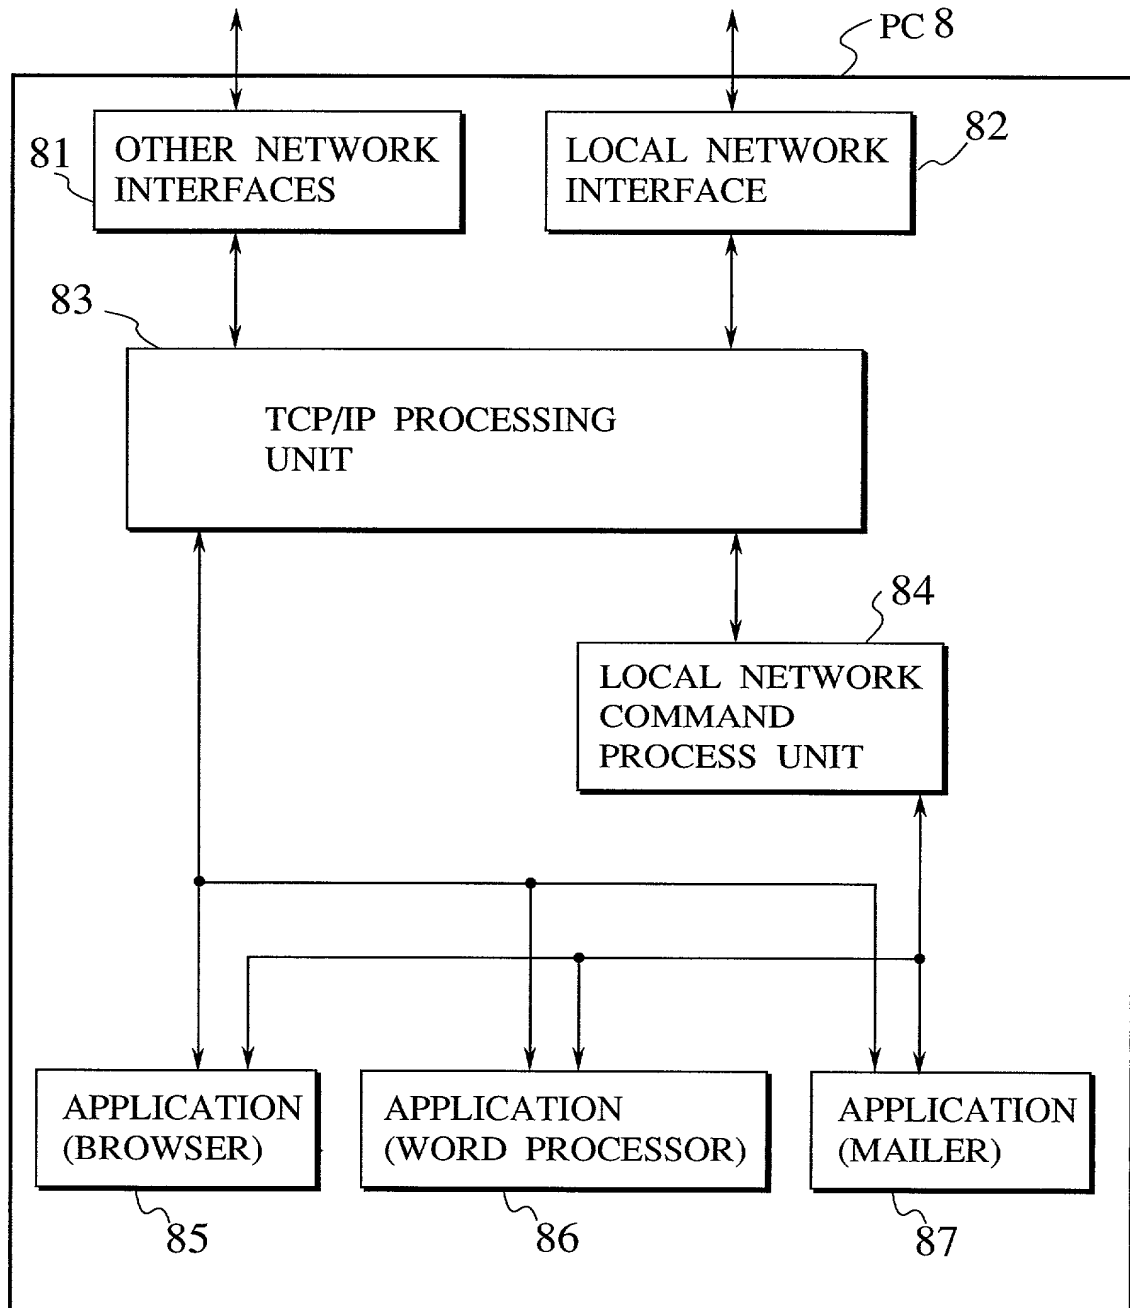 PC 8
81
OTHER NETWORK
INTERFACES
LOCAL NETWORK
INTERFACE
82
83
TCP/IP PROCESSING
UNIT
84
LOCAL NETWORK
COMMAND
PROCESS UNIT
APPLICATION
(BROWSER)
APPLICATION
(WORD PROCESSOR)
APPLICATION
(MAILER)
85
86
87